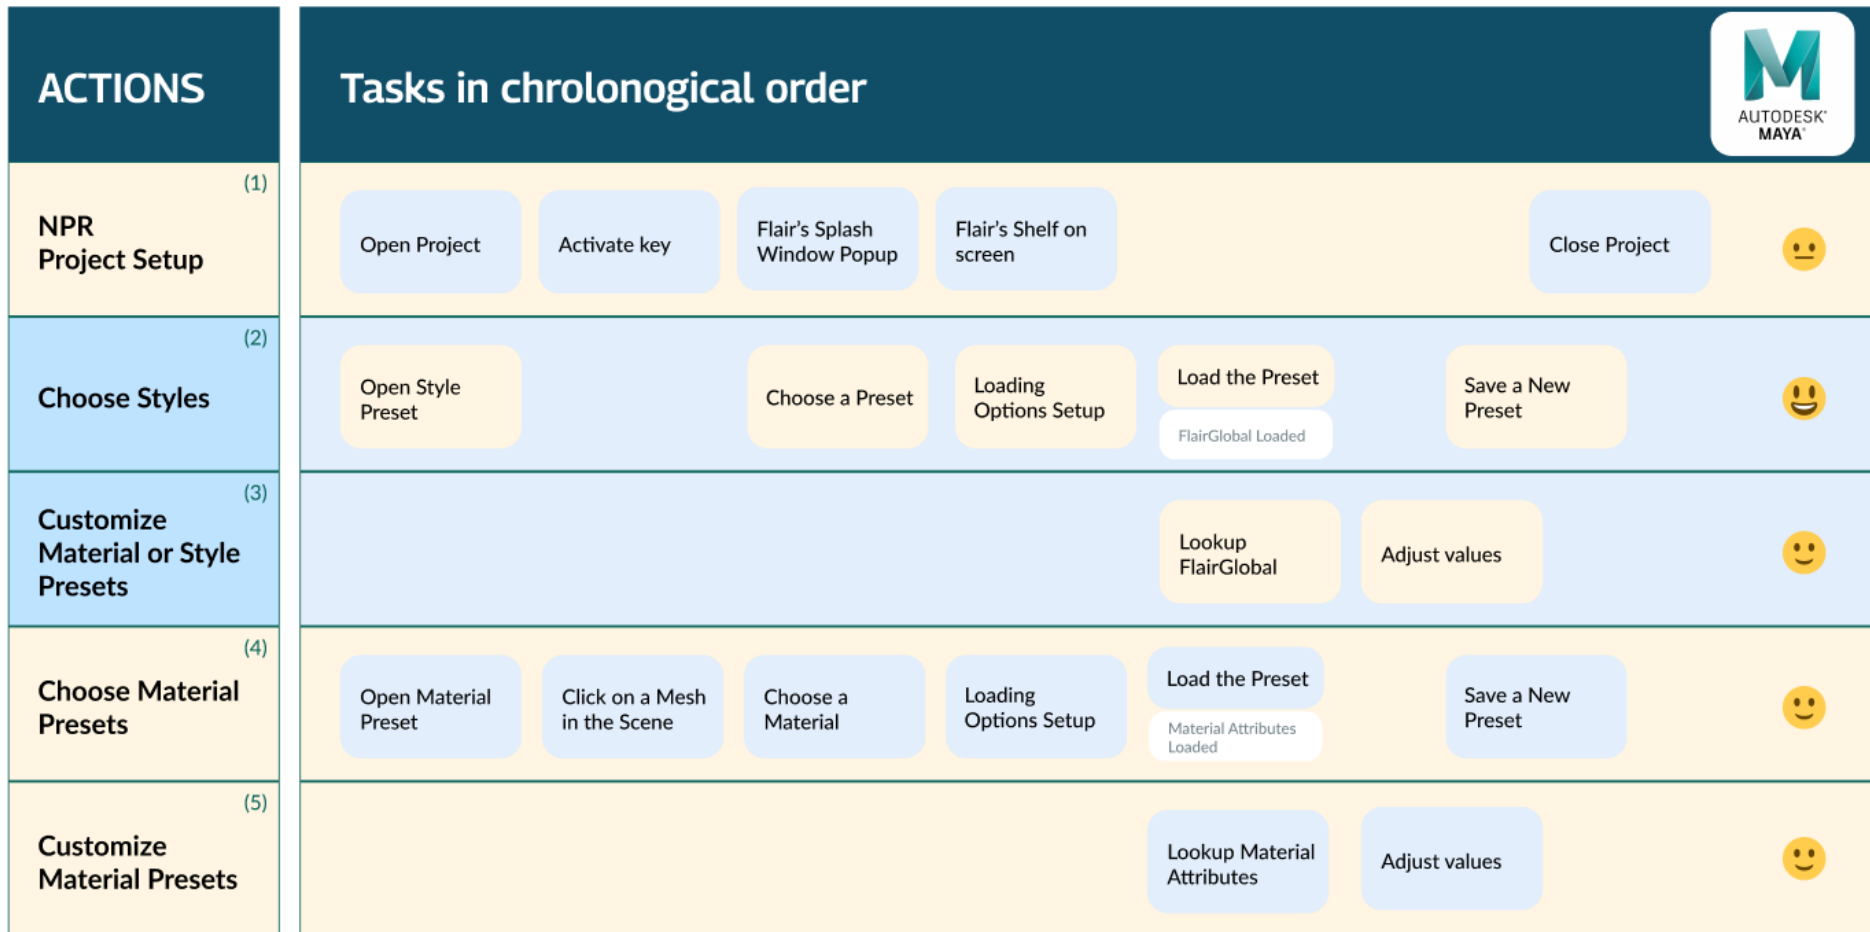 ACTIONS
Tasks in chrolonogical order
AUTODESK®
MAYA®
(1)
NPR
Project Setup
Open Project
Activate key
Flair's Splash
Window Popup
Flair's Shelf on
screen
Close Project
(2)
Choose Styles
Open Style
Preset
Choose a Preset
Loading
Options Setup
Load the Preset
FlairGlobal Loaded
Save a New
Preset
(3)
Customize
Material or Style
Presets
Lookup
FlairGlobal
Adjust values
(4)
Choose Material
Presets
Open Material
Preset
Click on a Mesh
in the Scene
Choose a
Material
Loading
Options Setup
Load the Preset
Material Attributes
Loaded
Save a New
Preset
(5)
Customize
Material Presets
Lookup Material
Attributes
Adjust values